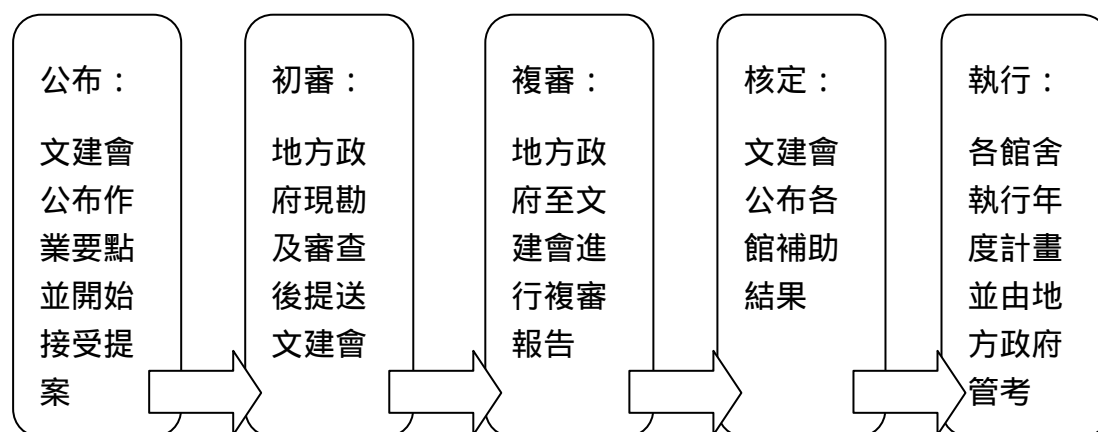 公布：
文建會
公布作
業要點
並開始
接受提
案
初審：
地方政
府現勘
及審查
後提送
文建會
複審：
地方政
府至文
建會進
行複審
報告
核定：
文建會
公布各
館補助
結果
執行：
各館舍
執行年
度計畫
並由地
方政府
管考